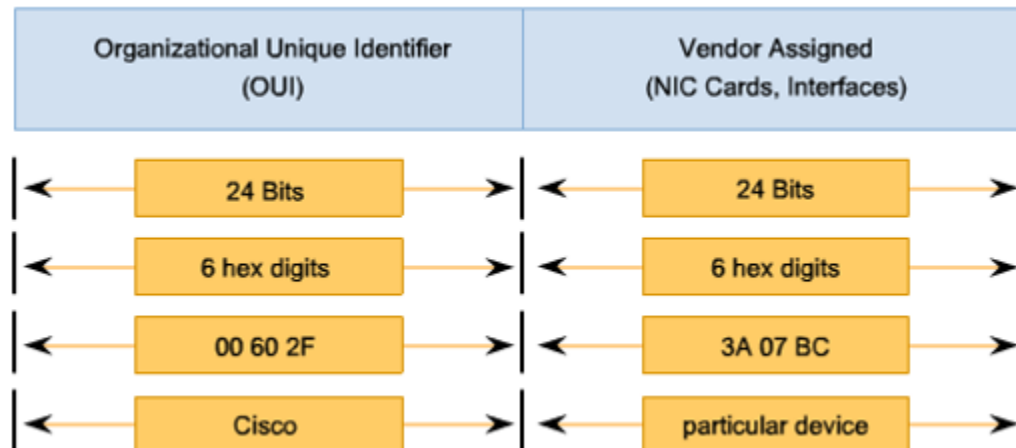 Organizational Unique Identifier
(OUI)
Vendor Assigned
(NIC Cards, Interfaces)
24 Bits
24 Bits
6 hex digits
6 hex digits
00 60 2F
3A 07 BC
Cisco
particular device